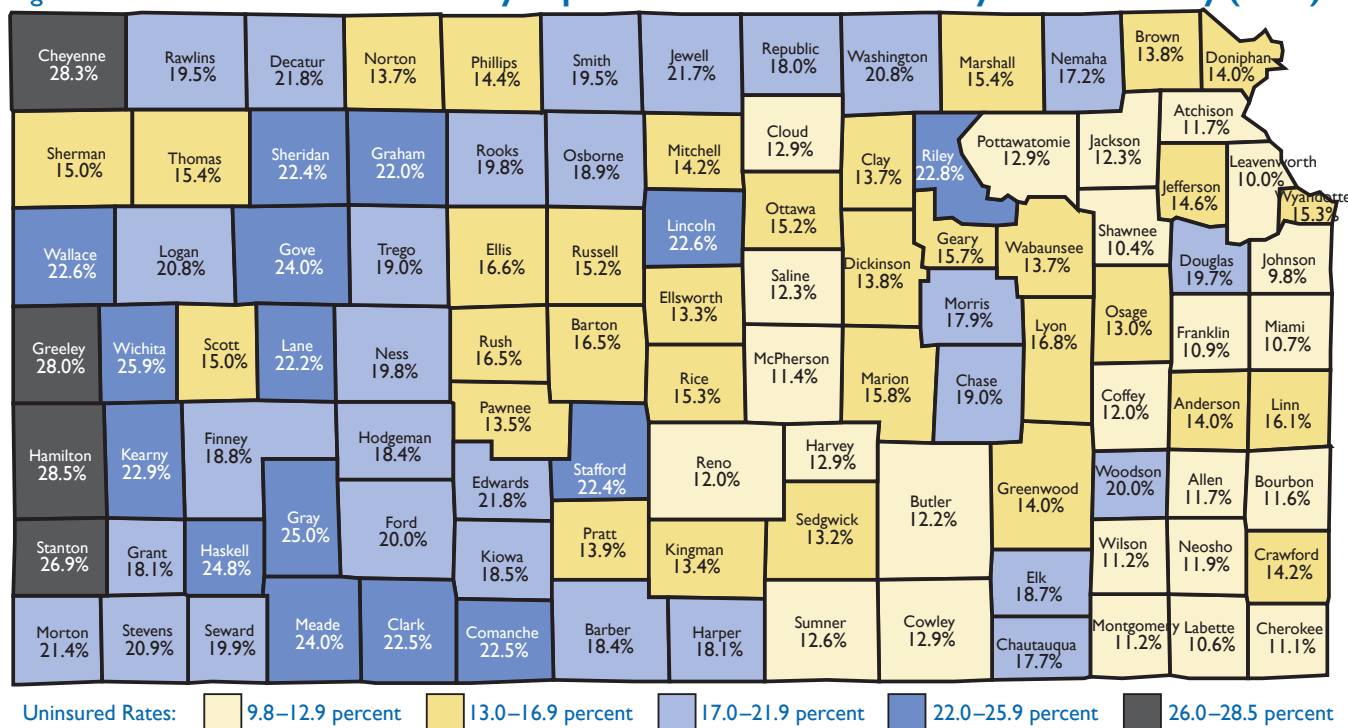 Cheyenne
28.3%
Rawlins
19.5%
Decatur
21.8%
Norton
13.7%
Phillips
14.4%
Smith
19.5%
Jewell
21.7%
Republic
18.0%
Washington
20.8%
Marshall
15.4%
Nemaha
17.2%
Brown
13.8%
Doniphan
14.0%
Atchison
11.7%
Sherman
15.0%
Thomas
15.4%
Sheridan
22.4%
Graham
22.0%
Rooks
19.8%
Osborne
18.9%
Mitchell
14.2%
Cloud
12.9%
Clay
13.7%
Riley
22.8%
Pottawatomie
12.9%
Jackson
12.3%
Jefferson
14.6%
Leavenworth
10.0%
Wyandotte
15.3%
Wallace
22.6%
Logan
20.8%
Gove
24.0%
Trego
19.0%
Ellis
16.6%
Russell
15.2%
Lincoln
22.6%
Ottawa
15.2%
Saline
12.3%
Dickinson
13.8%
Geary
15.7%
Wabaunsee
13.7%
Shawnee
10.4%
Douglas
19.7%
Johnson
9.8%
Ellsworth
13.3%
Morris
17.9%
Lyon
16.8%
Osage
13.0%
Franklin
10.9%
Miami
10.7%
Greeley
28.0%
Wichita
25.9%
Scott
15.0%
Lane
22.2%
Ness
19.8%
Rush
16.5%
Barton
16.5%
Rice
15.3%
McPherson
11.4%
Marion
15.8%
Chase
19.0%
Coffey
12.0%
Anderson
14.0%
Linn
16.1%
Pawnee
13.5%
Hamilton
28.5%
Kearny
22.9%
Finney
18.8%
Hodgeman
18.4%
Edwards
21.8%
Stafford
22.4%
Reno
12.0%
Harvey
12.9%
Butler
12.2%
Greenwood
14.0%
Woodson
20.0%
Allen
11.7%
Bourbon
11.6%
Gray
25.0%
Ford
20.0%
Pratt
13.9%
Kingman
13.4%
Sedgwick
13.2%
Stanton
26.9%
Grant
18.1%
Haskell
24.8%
Kiowa
18.5%
Elk
18.7%
Wilson
11.2%
Neosho
11.9%
Crawford
14.2%
Morton
21.4%
Stevens
20.9%
Seward
19.9%
Meade
24.0%
Clark
22.5%
Comanche
22.5%
Barber
18.4%
Harper
18.1%
Sumner
12.6%
Cowley
12.9%
Chautauqua
17.7%
Montgomery
11.2%
Labette
10.6%
Cherokee
11.1%
Uninsured Rates: 9.8–12.9 percent 13.0–16.9 percent 17.0–21.9 percent 22.0–25.9 percent 26.0–28.5 percent